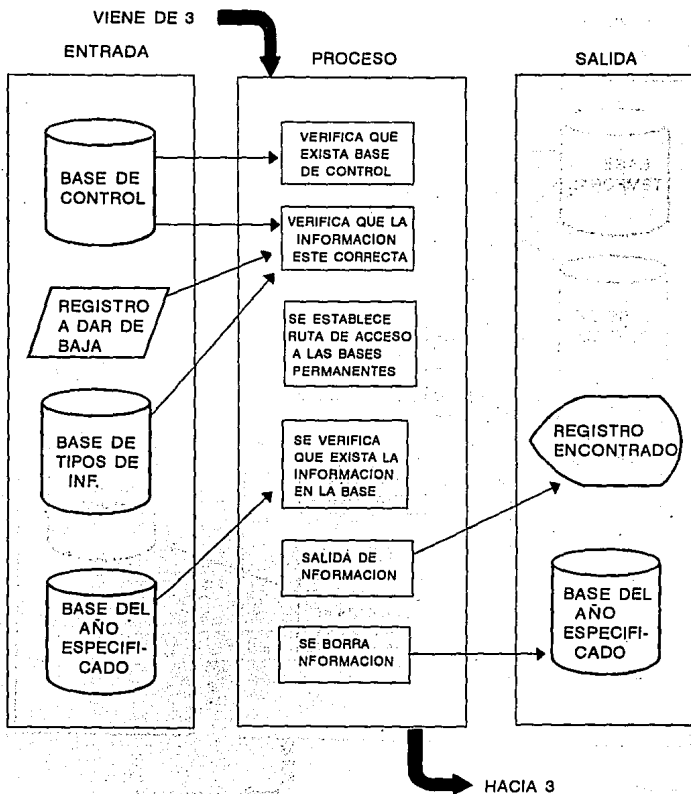 VIENE DE 3
ENTRADA
PROCESO
SALIDA
BASE DE
CONTROL
REGISTRO
A DAR DE
BAJA
BASE DE
TIPOS DE
INF.
BASE DEL
AÑO
ESPECIFI-
CADO
VERIFICA QUE
EXISTA BASE
DE CONTROL
VERIFICA QUE LA
INFORMACION
ESTE CORRECTA
SE ESTABLECE
RUTA DE ACCESO
A LAS BASES
PERMANENTES
SE VERIFICA
QUE EXISTA LA
INFORMACION
EN LA BASE
SALIDA DE
NFORMACION
SE BORRA
NFORMACION
REGISTRO
ENCONTRADO
BASE DEL
AÑO
ESPECIFI-
CADO
HACIA 3